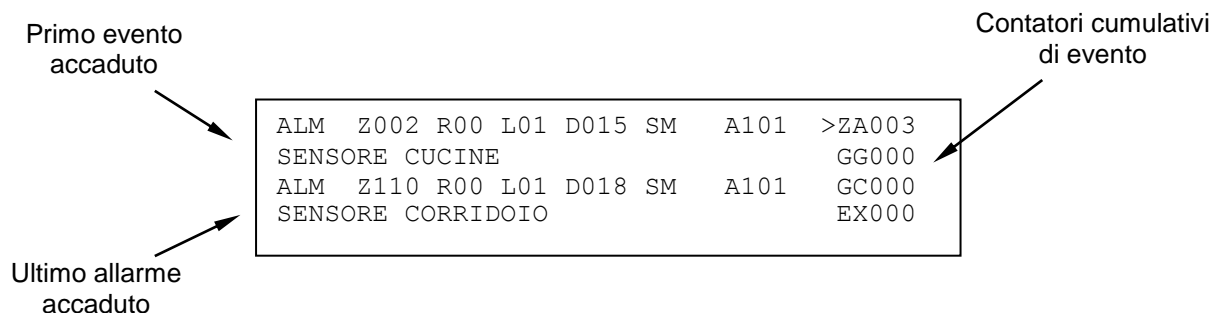 Primo evento
accaduto
Contatori cumulativi
di evento
ALM Z002 R00 L01 D015 SM A101 >ZA003
SENSORE CUCINE GG000
ALM Z110 R00 L01 D018 SM A101 GC000
SENSORE CORRIDOIO EX000
Ultimo allarme
accaduto